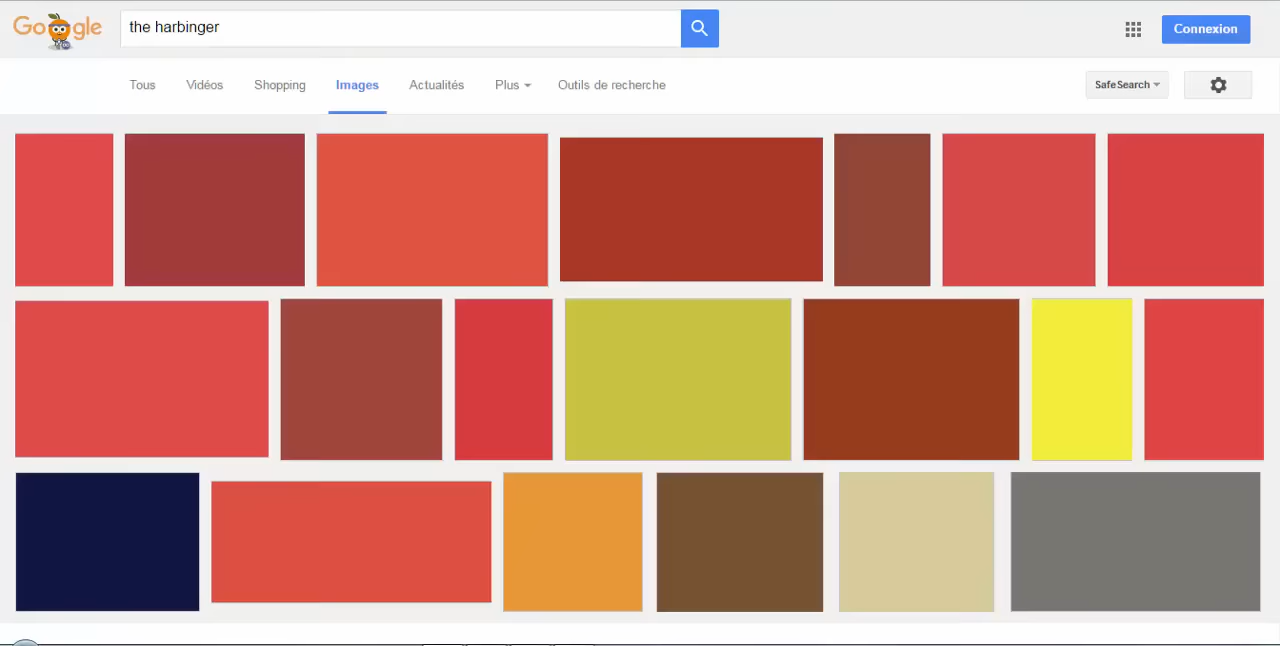 Google
the harbinger
Connexion
Tous Vidéos Shopping Images Actualités Plus Outils de recherche
SafeSearch